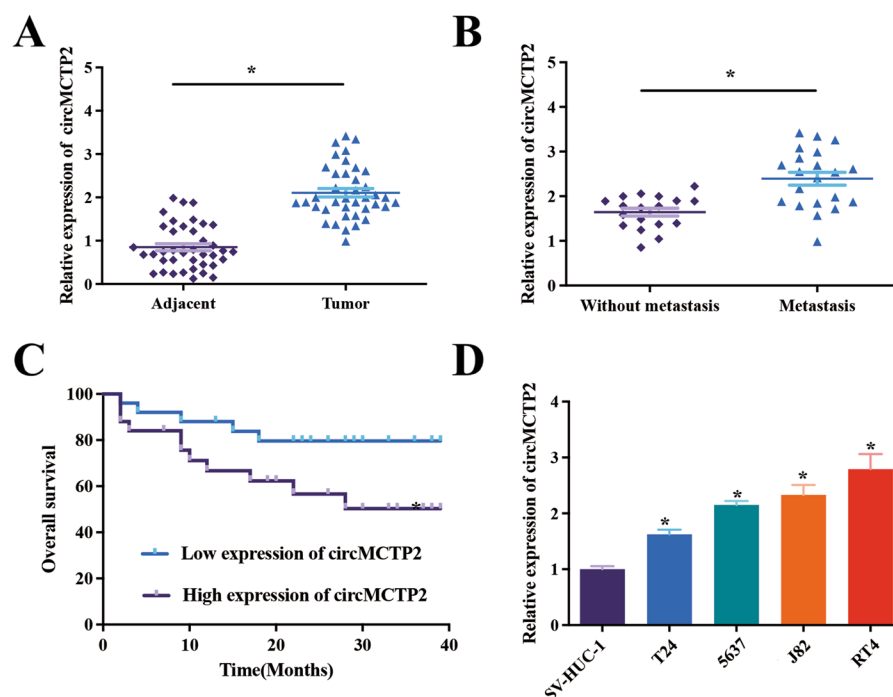 A
Relative expression of circMCTP2
5
4
3
2
1
0
*
Adjacent
Tumor
B
Relative expression of circMCTP2
5
4
3
2
1
0
*
Without metastasis
Metastasis
C
Overall survival
100
80
60
40
20
0
*
Low expression of circMCTP2
High expression of circMCTP2
0
10
20
30
40
Time(Months)
D
Relative expression of circMCTP2
4
3
2
1
0
*
*
*
*
SV-HUC-1
T24
5637
J82
RT4